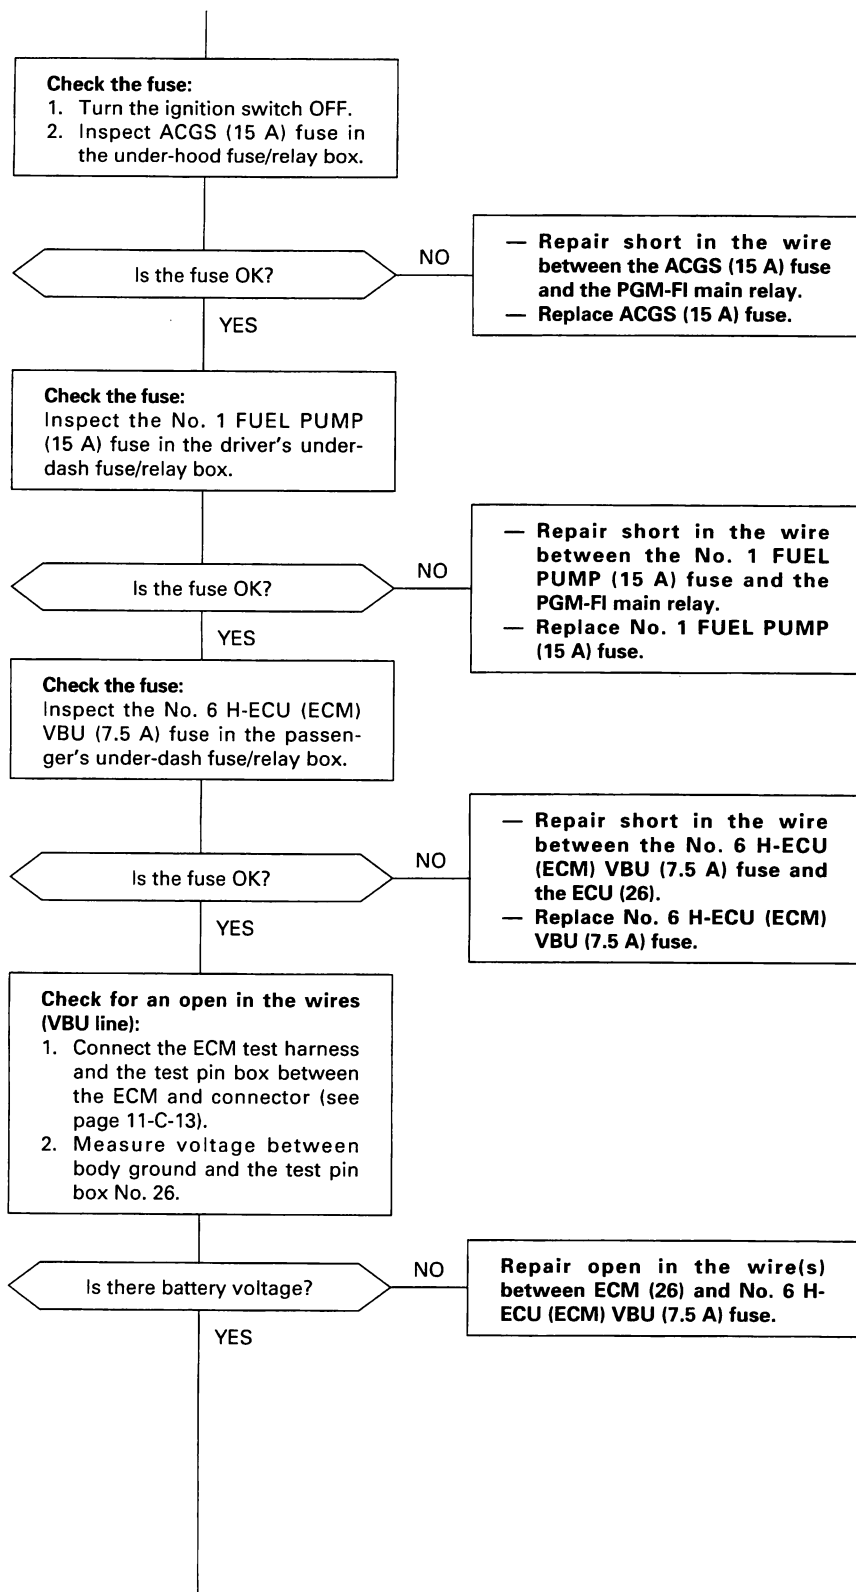 Check the fuse:
1. Turn the ignition switch OFF.
2. Inspect ACGS (15 A) fuse in
the under-hood fuse/relay box.
Is the fuse OK?
NO
— Repair short in the wire
between the ACGS (15 A) fuse
and the PGM-FI main relay.
— Replace ACGS (15 A) fuse.
YES
Check the fuse:
Inspect the No. 1 FUEL PUMP
(15 A) fuse in the driver's under-
dash fuse/relay box.
Is the fuse OK?
NO
— Repair short in the wire
between the No. 1 FUEL
PUMP (15 A) fuse and the
PGM-FI main relay.
— Replace No. 1 FUEL PUMP
(15 A) fuse.
YES
Check the fuse:
Inspect the No. 6 H-ECU (ECM)
VBU (7.5 A) fuse in the passen-
ger's under-dash fuse/relay box.
Is the fuse OK?
NO
— Repair short in the wire
between the No. 6 H-ECU
(ECM) VBU (7.5 A) fuse and
the ECU (26).
— Replace No. 6 H-ECU (ECM)
VBU (7.5 A) fuse.
YES
Check for an open in the wires
(VBU line):
1. Connect the ECM test harness
and the test pin box between
the ECM and connector (see
page 11-C-13).
2. Measure voltage between
body ground and the test pin
box No. 26.
Is there battery voltage?
NO
Repair open in the wire(s)
between ECM (26) and No. 6 H-
ECU (ECM) VBU (7.5 A) fuse.
YES